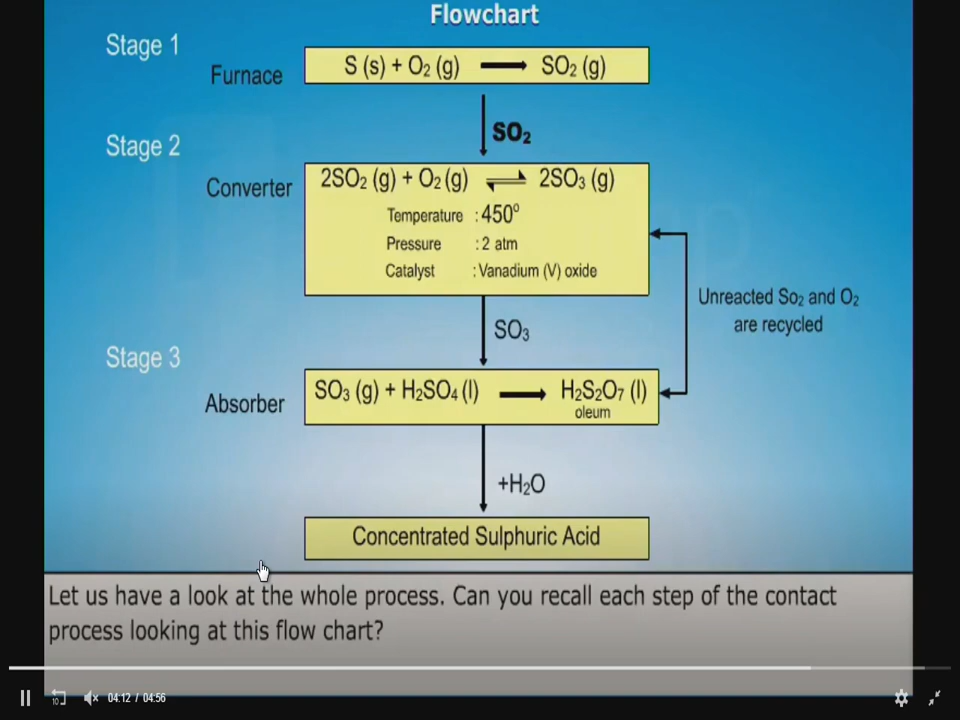 Flowchart
Stage 1
Furnace
S (s) + O₂ (g) ⟶ SO₂ (g)
SO₂
Stage 2
Converter
2SO₂ (g) + O₂ (g) ⇌ 2SO₃ (g)
Temperature : 450⁰
Pressure : 2 atm
Catalyst : Vanadium (V) oxide
Unreacted So₂ and O₂
are recycled
SO₃
Stage 3
Absorber
SO₃ (g) + H₂SO₄ (l) ⟶ H₂S₂O₇ (l)
oleum
+H₂O
Concentrated Sulphuric Acid
Let us have a look at the whole process. Can you recall each step of the contact
process looking at this flow chart?
10
04:12 / 04:56